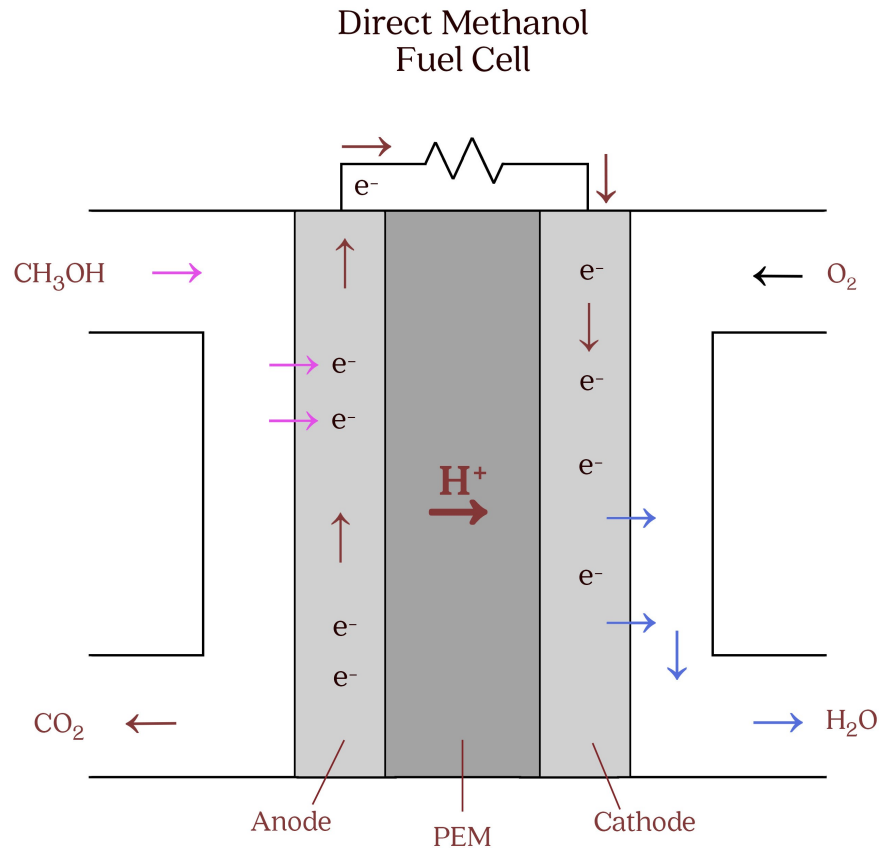 Direct Methanol
Fuel Cell
e⁻
CH₃OH
e⁻
O₂
e⁻
e⁻
e⁻
e⁻
H⁺
e⁻
e⁻
e⁻
e⁻
CO₂
H₂O
Anode
PEM
Cathode